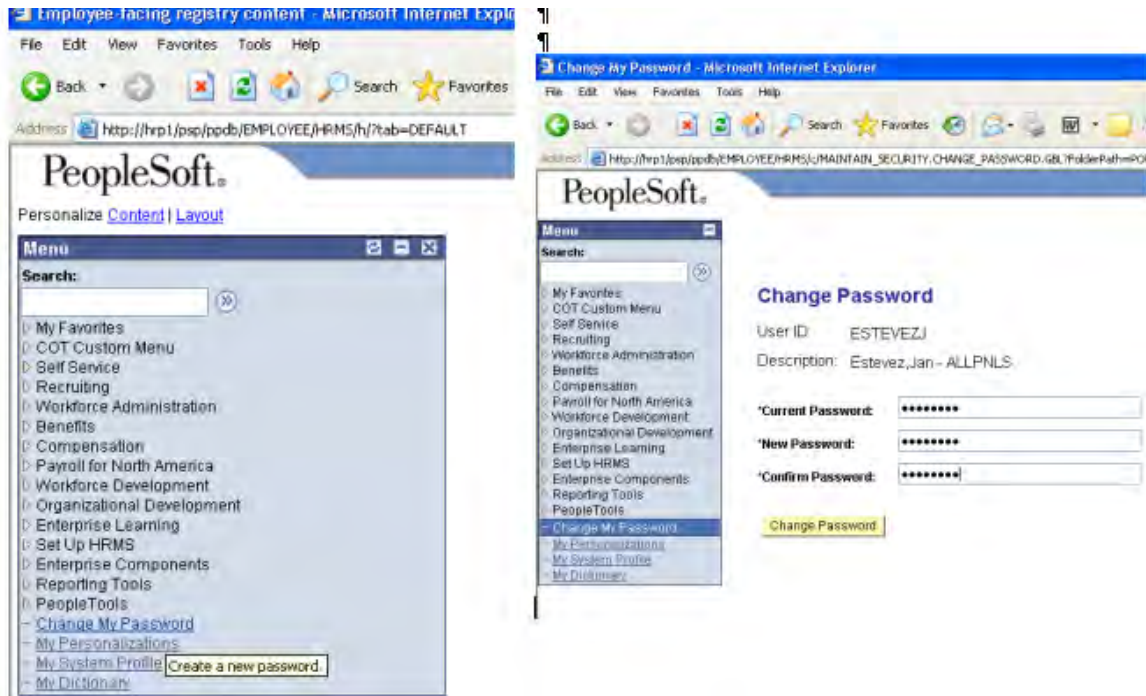 Employee-facing registry content - Microsoft Internet Explo
File Edit View Favorites Tools Help
Back Search Favorites
Address http://hrp1/psp/ppdb/EMPLOYEE/HRMS/h/?tab=DEFAULT
PeopleSoft®
Personalize Content | Layout
Menu
Search:
My Favorites
COT Custom Menu
Self Service
Recruiting
Workforce Administration
Benefits
Compensation
Payroll for North America
Workforce Development
Organizational Development
Enterprise Learning
Set Up HRMS
Enterprise Components
Reporting Tools
PeopleTools
Change My Password
My Personalizations
My System Profile
Create a new password.
My Dictionary
¶
¶
Change My Password - Microsoft Internet Explorer
File Edit View Favorites Tools Help
Back Search Favorites
Address http://hrp1/psp/ppdb/EMPLOYEE/HRMS/c/MAINTAIN_SECURITY.CHANGE_PASSWORD.GBL?FolderPath=PO
PeopleSoft®
Menu
Search:
My Favorites
COT Custom Menu
Self Service
Recruiting
Workforce Administration
Benefits
Compensation
Payroll for North America
Workforce Development
Organizational Development
Enterprise Learning
Set Up HRMS
Enterprise Components
Reporting Tools
PeopleTools
Change My Password
My Personalizations
My System Profile
My Dictionary
Change Password
User ID: ESTEVEZJ
Description: Estevez,Jan - ALLPNLS
*Current Password: ••••••••
*New Password: ••••••••
*Confirm Password: ••••••••
Change Password